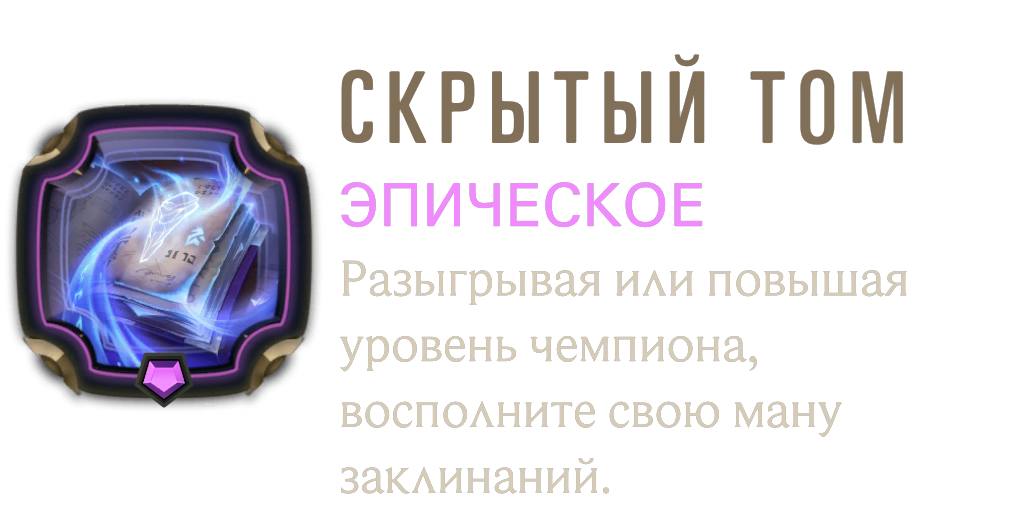 СКРЫТЫЙ ТОМ
ЭПИЧЕСКОЕ
Разыгрывая или повышая
уровень чемпиона,
восполните свою ману
заклинаний.